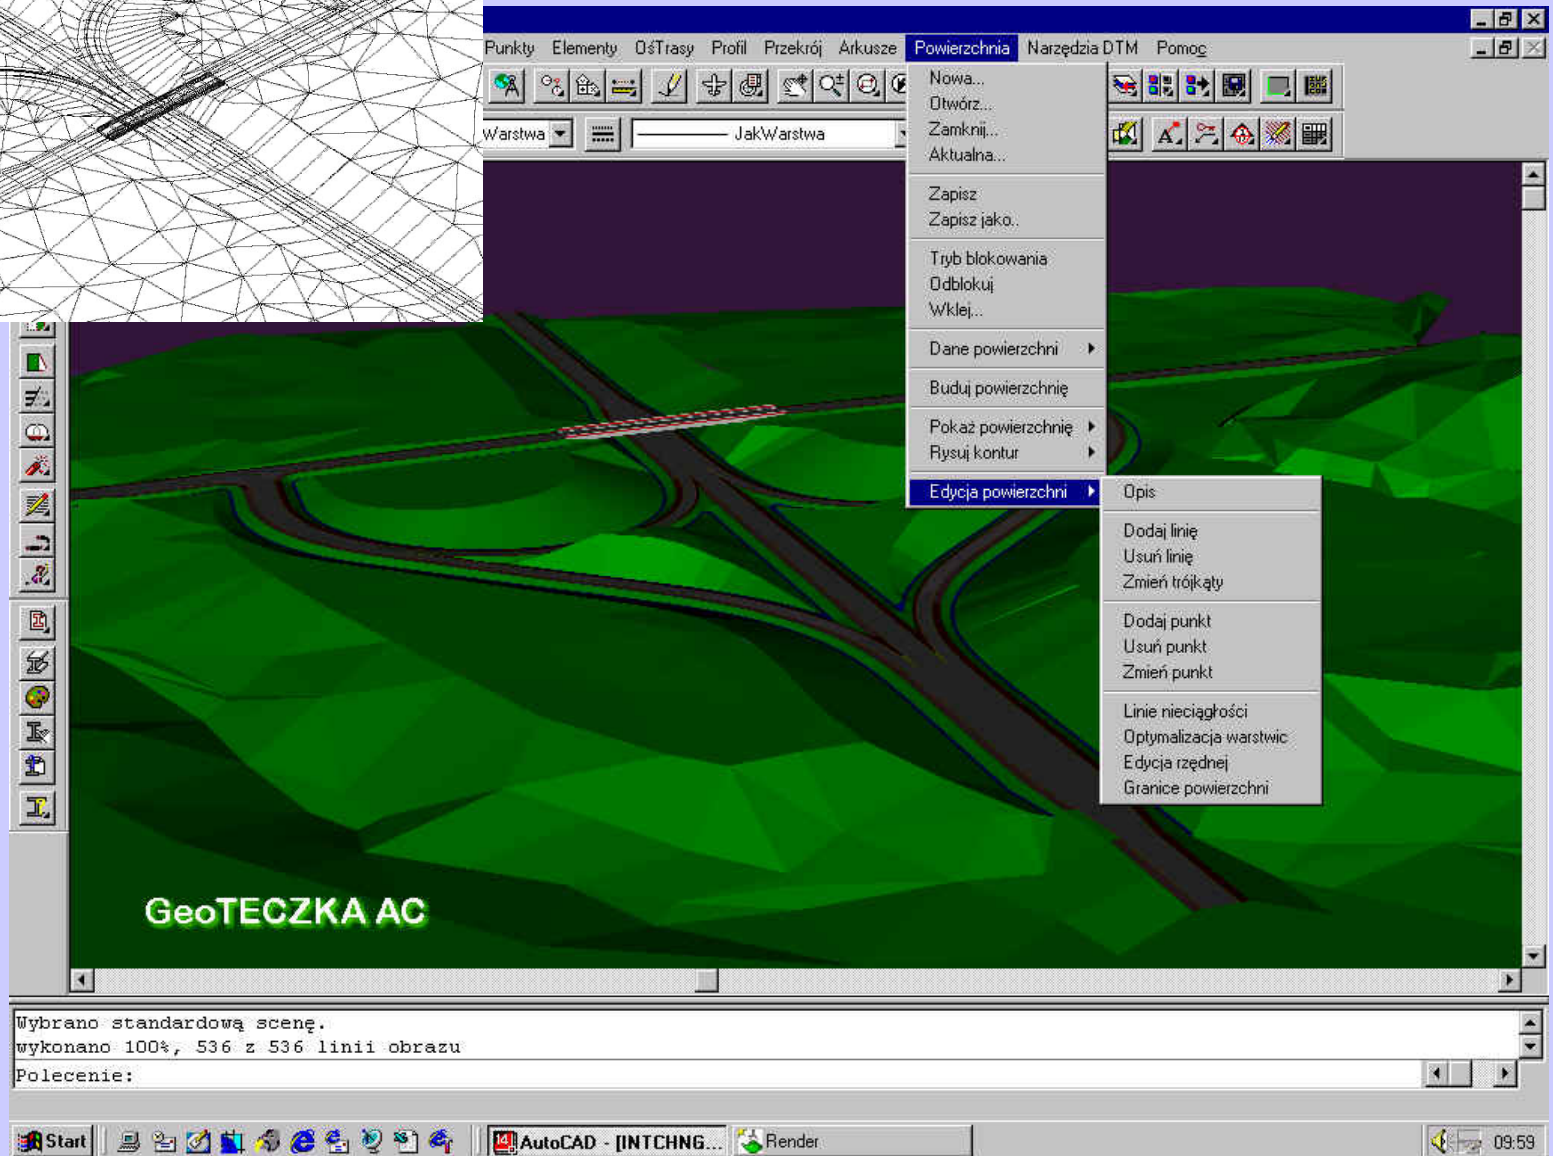 Punkty Elementy OśTrasy Profil Przekrój Arkusze Powierzchnia Narzędzia DTM Pomoc
Warstwa JakWarstwa
Nowa...
Otwórz...
Zamknij...
Aktualna...
Zapisz
Zapisz jako..
Tryb blokowania
Odblokuj
Wklej...
Dane powierzchni
Buduj powierzchnię
Pokaż powierzchnię
Rysuj kontur
Edycja powierzchni
Opis
Dodaj linię
Usuń linię
Zmień trójkąty
Dodaj punkt
Usuń punkt
Zmień punkt
Linie nieciągłości
Optymalizacja warstwic
Edycja rzędnej
Granice powierzchni
GeoTECZKA AC
Wybrano standardową scenę.
wykonano 100%, 536 z 536 linii obrazu
Polecenie:
Start AutoCAD - [INTCHNG... Render 09:59